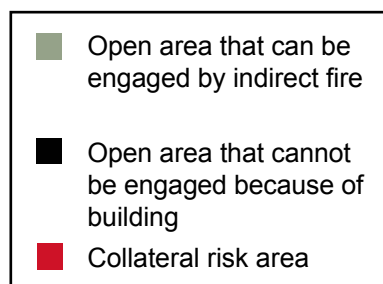 Open area that can be
engaged by indirect fire
Open area that cannot
be engaged because of
building
Collateral risk area